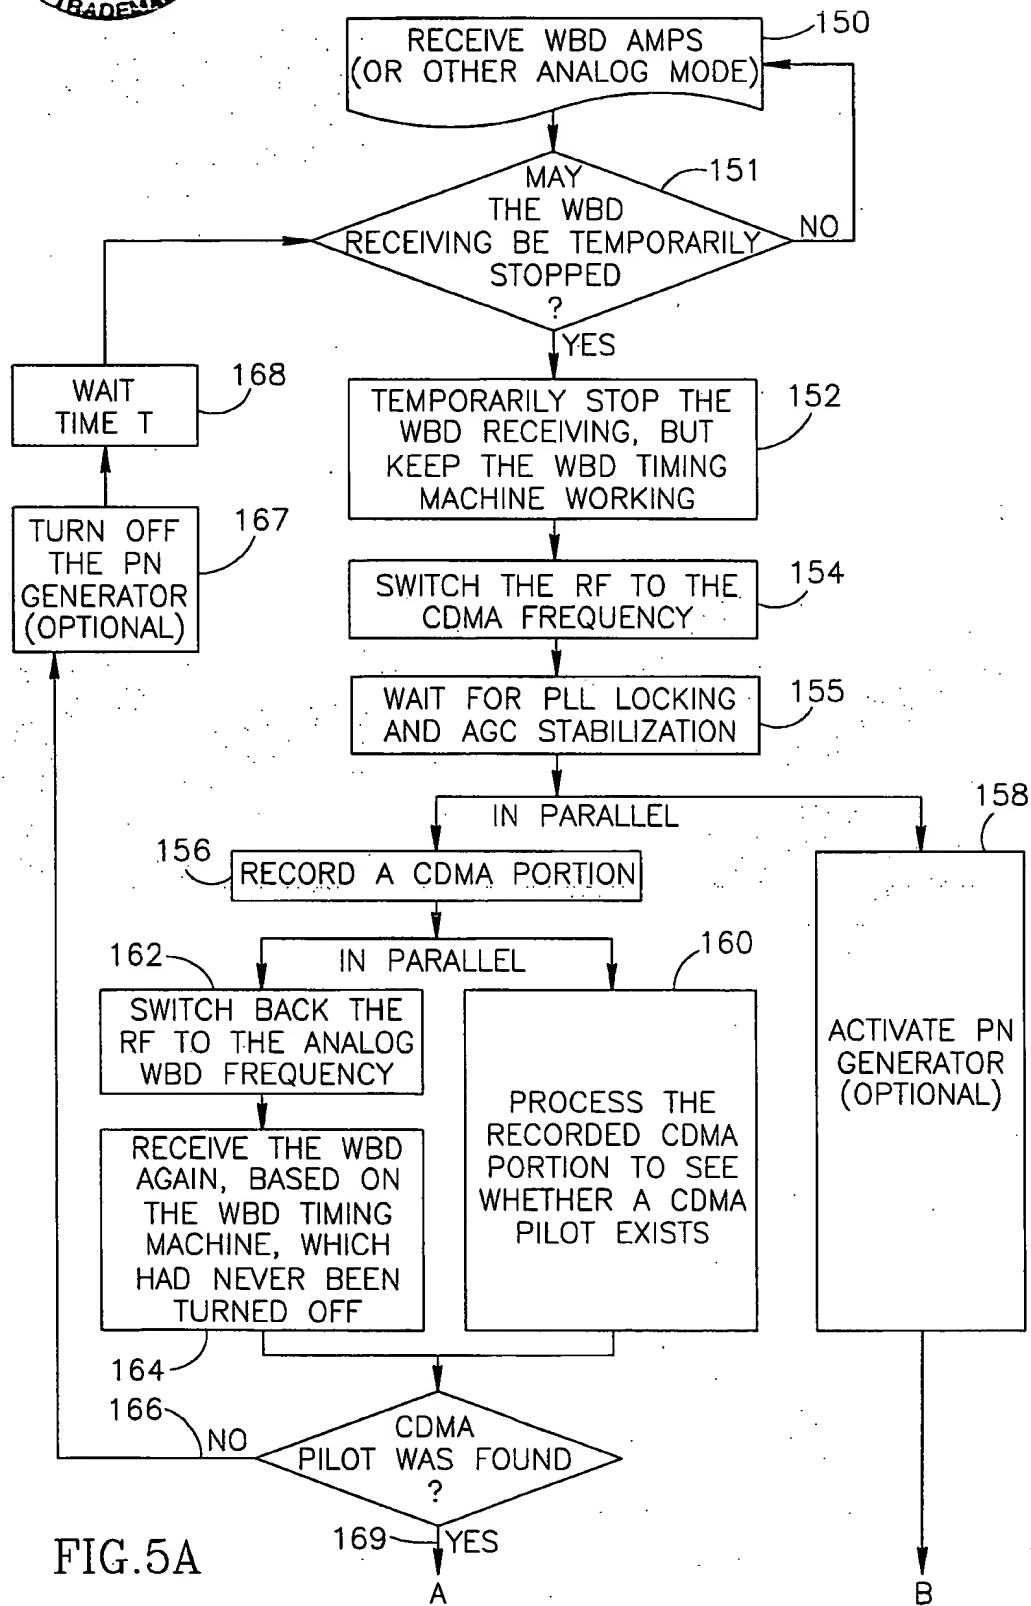 TRADEMA
RECEIVE WBD AMPS
(OR OTHER ANALOG MODE)
150
MAY
THE WBD
RECEIVING BE TEMPORARILY
STOPPED
?
151
NO
YES
WAIT
TIME T
168
TEMPORARILY STOP THE
WBD RECEIVING, BUT
KEEP THE WBD TIMING
MACHINE WORKING
152
TURN OFF
THE PN
GENERATOR
(OPTIONAL)
167
SWITCH THE RF TO THE
CDMA FREQUENCY
154
WAIT FOR PLL LOCKING
AND AGC STABILIZATION
155
IN PARALLEL
158
156
RECORD A CDMA PORTION
162
IN PARALLEL
160
SWITCH BACK THE
RF TO THE ANALOG
WBD FREQUENCY
ACTIVATE PN
GENERATOR
(OPTIONAL)
PROCESS THE
RECORDED CDMA
PORTION TO SEE
WHETHER A CDMA
PILOT EXISTS
RECEIVE THE WBD
AGAIN, BASED ON
THE WBD TIMING
MACHINE, WHICH
HAD NEVER BEEN
TURNED OFF
164
166
NO
CDMA
PILOT WAS FOUND
?
169
YES
FIG.5A
A
B